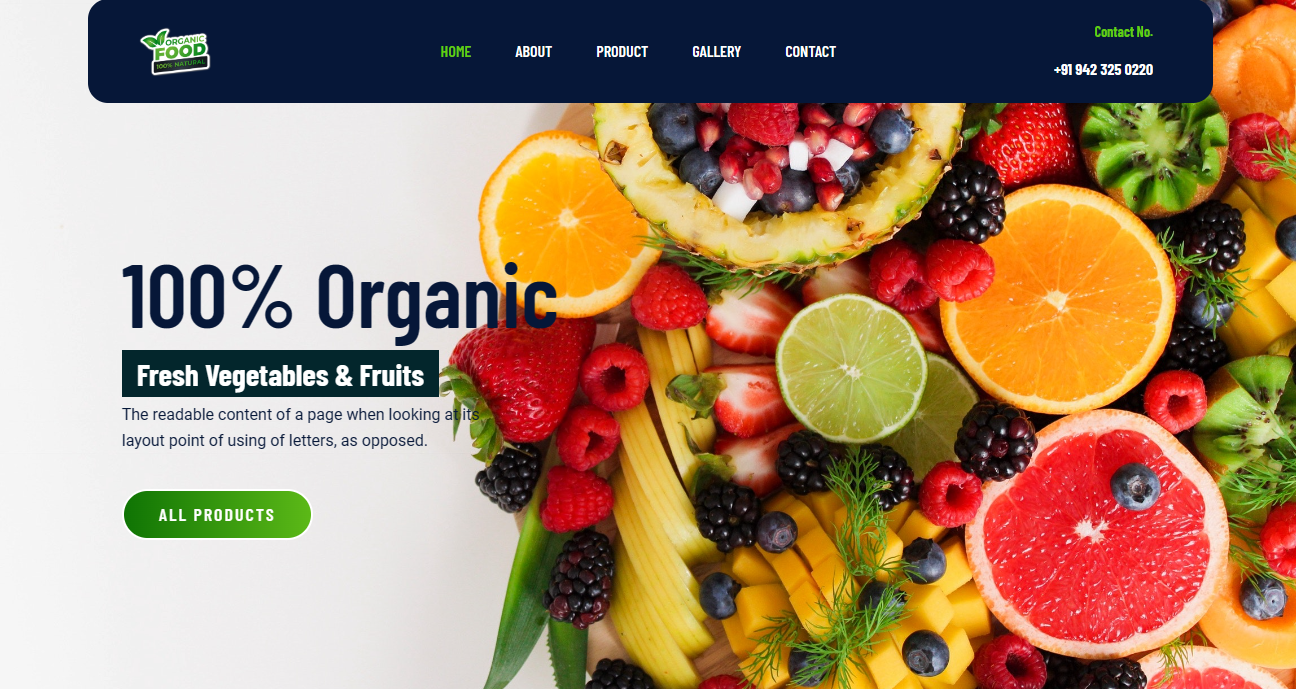 ORGANIC
FOOD
100% NATURAL
HOME
ABOUT
PRODUCT
GALLERY
CONTACT
Contact No.
+91 942 325 0220
100% Organic
Fresh Vegetables & Fruits
The readable content of a page when looking at its
layout point of using of letters, as opposed.
ALL PRODUCTS